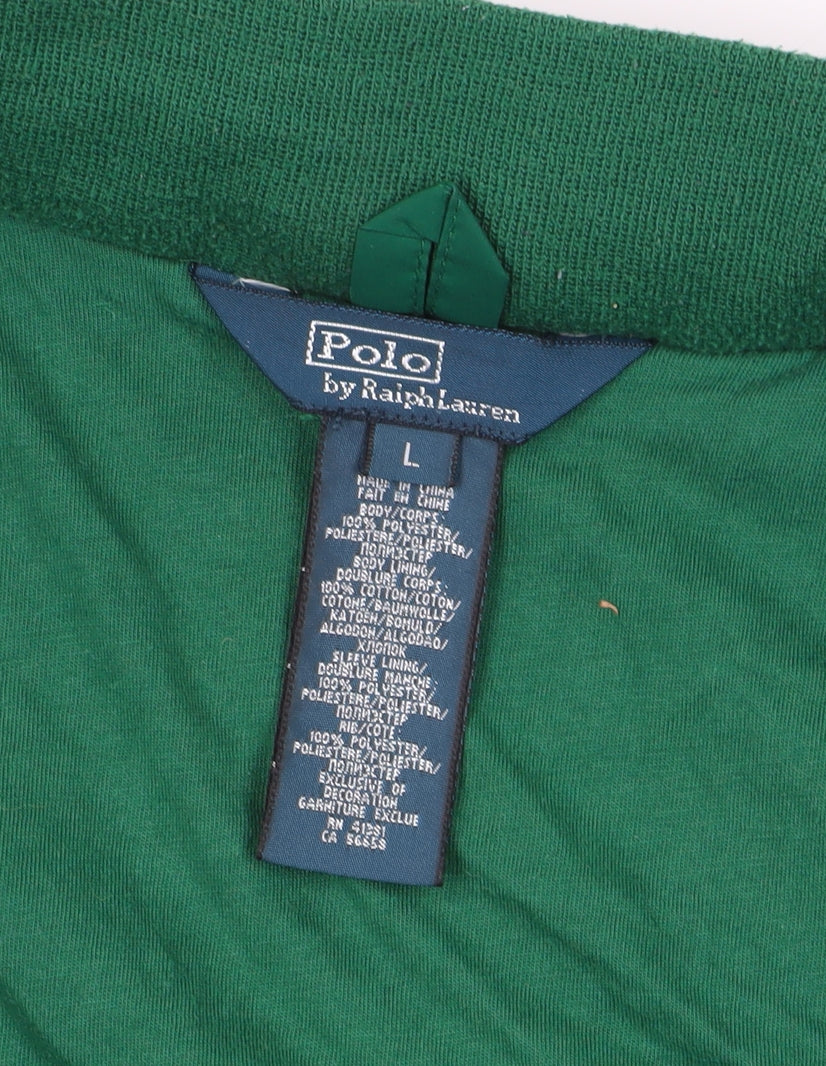 Polo
by Ralph Lauren
L
MADE IN CHINA
FAIT EN CHINE
BODY/CORPS:
100% POLYESTER/
POLIESTERE/POLIESTER/
ПОЛИЭСТЕР
BODY LINING/
DOUBLURE CORPS:
100% COTTON/COTON/
COTONE/BAUMWOLLE/
KATOEN/BOMULD/
ALGODON/ALGODAO/
ХЛОПОК
SLEEVE LINING/
DOUBLURE MANCHE:
100% POLYESTER/
POLIESTERE/POLIESTER/
ПОЛИЭСТЕР
RIB/COTE:
100% POLYESTER/
POLIESTERE/POLIESTER/
ПОЛИЭСТЕР
EXCLUSIVE OF
DECORATION
GARNITURE EXCLUE
RN 41381
CA 56658